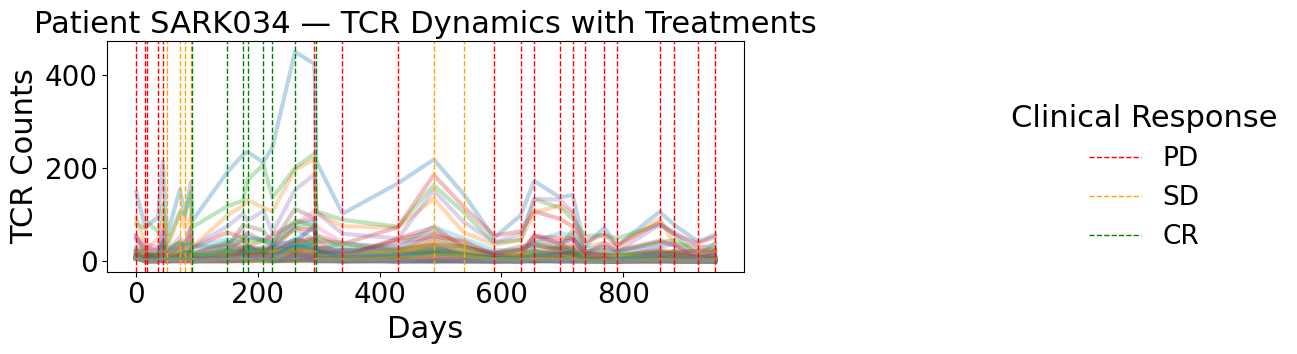 Patient SARK034 — TCR Dynamics with Treatments
TCR Counts
400
200
0
0 200 400 600 800
Days
Clinical Response
PD
SD
CR